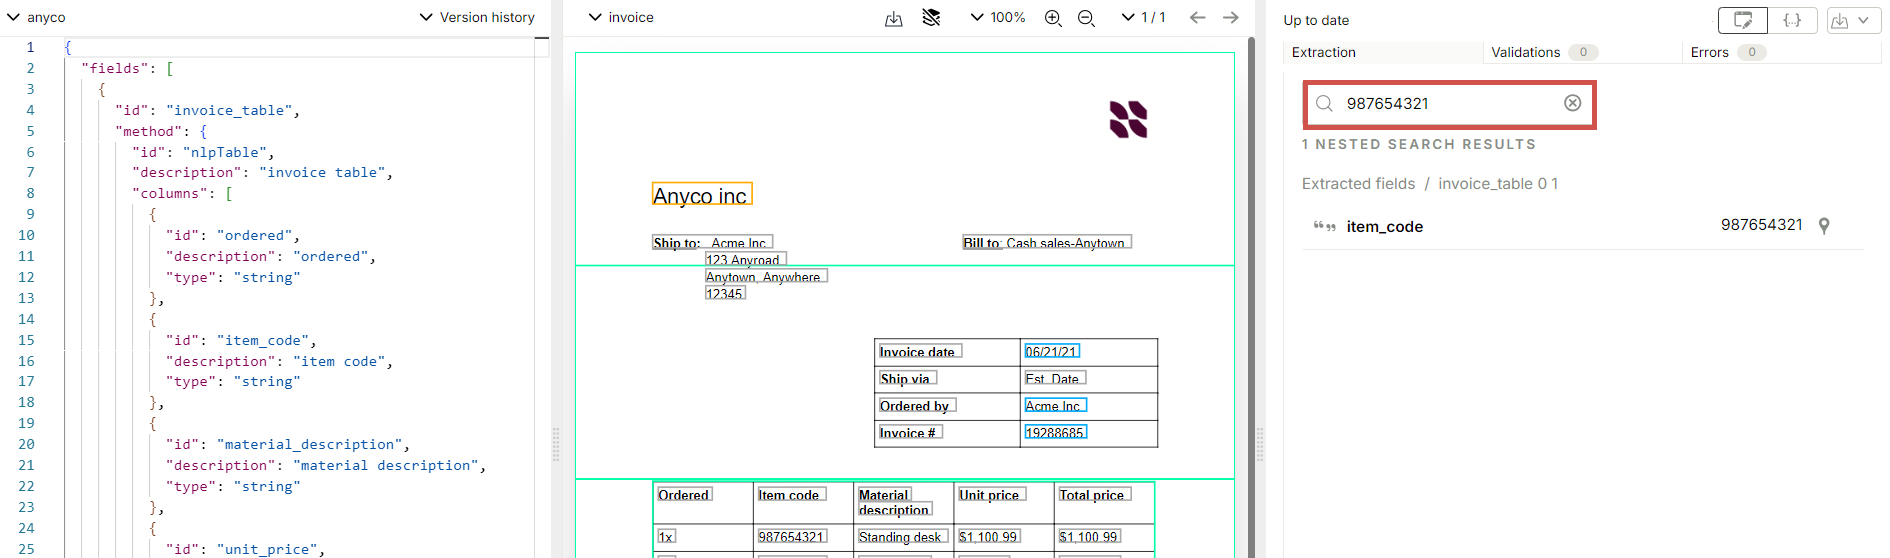 anyco
Version history
1 {
2 "fields": [
3 {
4 "id": "invoice_table",
5 "method": {
6 "id": "nlpTable",
7 "description": "invoice table",
8 "columns": [
9 {
10 "id": "ordered",
11 "description": "ordered",
12 "type": "string"
13 },
14 {
15 "id": "item_code",
16 "description": "item code",
17 "type": "string"
18 },
19 {
20 "id": "material_description",
21 "description": "material description",
22 "type": "string"
23 },
24 {
25 "id": "unit_price",
invoice
100%
1 / 1
Anyco inc
Ship to: Acme Inc
123 Anyroad
Anytown, Anywhere
12345
Bill to: Cash sales-Anytown
Invoice date 06/21/21
Ship via Est. Date
Ordered by Acme Inc
Invoice # 19288685
Ordered Item code Material description Unit price Total price
1x 987654321 Standing desk $1,100.99 $1,100.99
Up to date
{...}
Extraction Validations 0 Errors 0
987654321
1 NESTED SEARCH RESULTS
Extracted fields / invoice_table 0 1
item_code 987654321